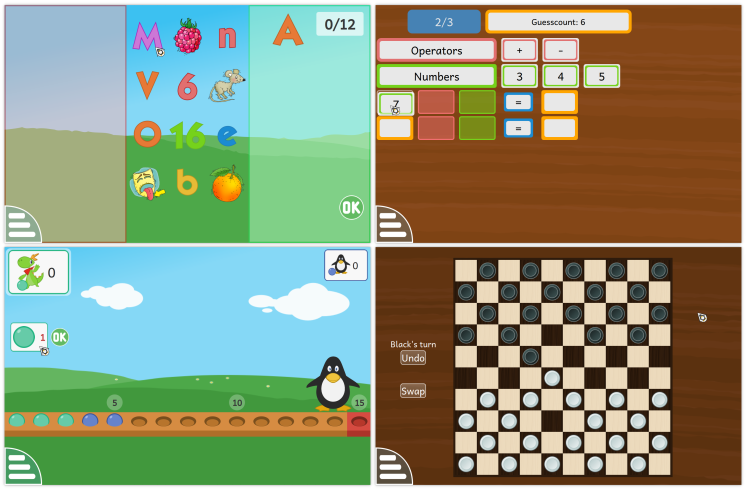 M n A 0/12
V 6
O 16 e
b
OK
2/3 Guesscount: 6
Operators + -
Numbers 3 4 5
7 =
=
0 0
1 OK
5 10 15
Black's turn
Undo
Swap